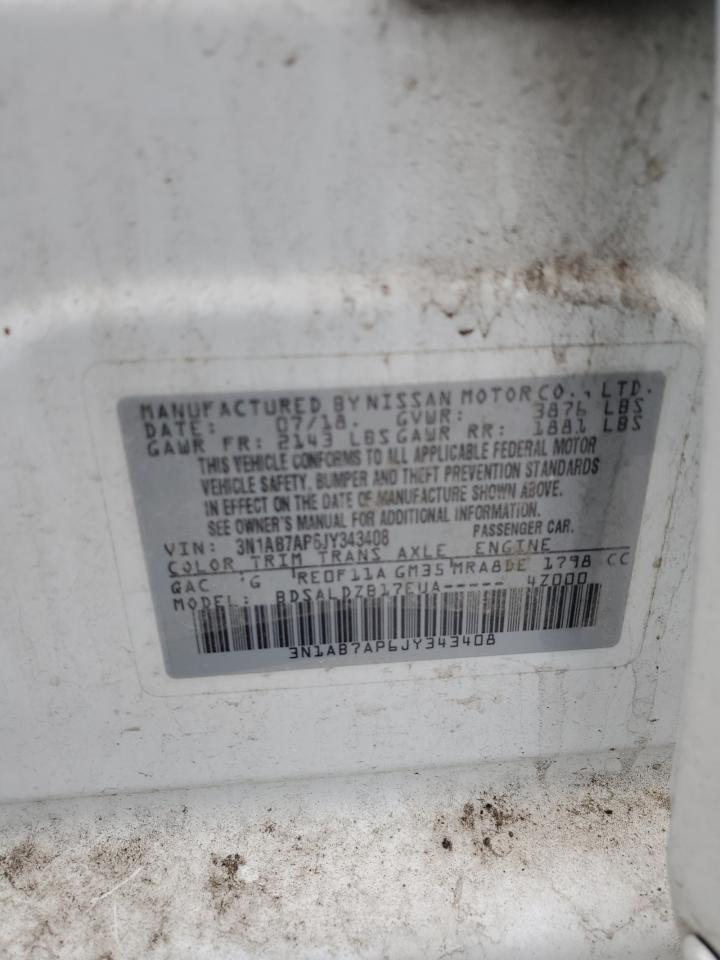 MANUFACTURED BY NISSAN MOTOR CO., LTD.
DATE: 07/18. GVWR: 3876 LBS
GAWR FR: 2143 LBS GAWR RR: 1881 LBS
THIS VEHICLE CONFORMS TO ALL APPLICABLE FEDERAL MOTOR
VEHICLE SAFETY, BUMPER AND THEFT PREVENTION STANDARDS
IN EFFECT ON THE DATE OF MANUFACTURE SHOWN ABOVE.
SEE OWNER'S MANUAL FOR ADDITIONAL INFORMATION.
VIN: 3N1AB7AP6JY343408 PASSENGER CAR.
COLOR TRIM TRANS AXLE ENGINE
QAC G RE0F11A GM35 MRA8DE 1798 CC
MODEL: BDSALDZB17EUA----- 4Z000
3N1AB7AP6JY343408